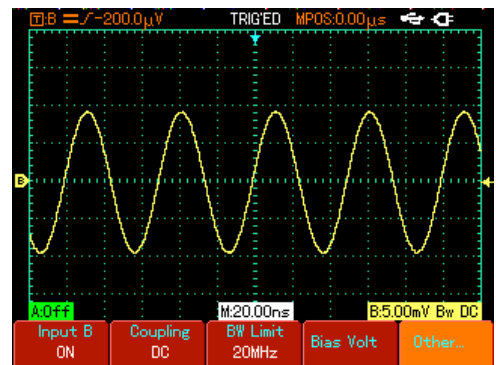 T:B -200.0µV TRIG'ED MPOS:0.00µs
B
A:Off M:20.00ns B:5.00mV Bw DC
Input B Coupling BW Limit Bias Volt Other...
ON DC 20MHz